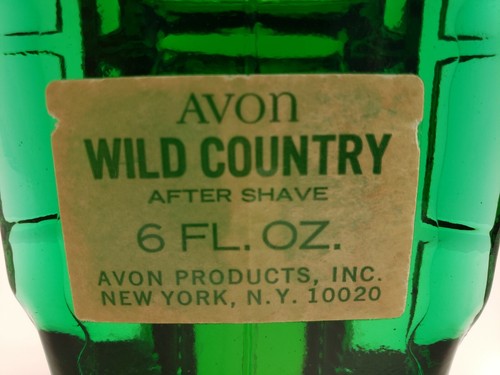 AVON
WILD COUNTRY
AFTER SHAVE
6 FL. OZ.
AVON PRODUCTS, INC.
NEW YORK, N.Y. 10020